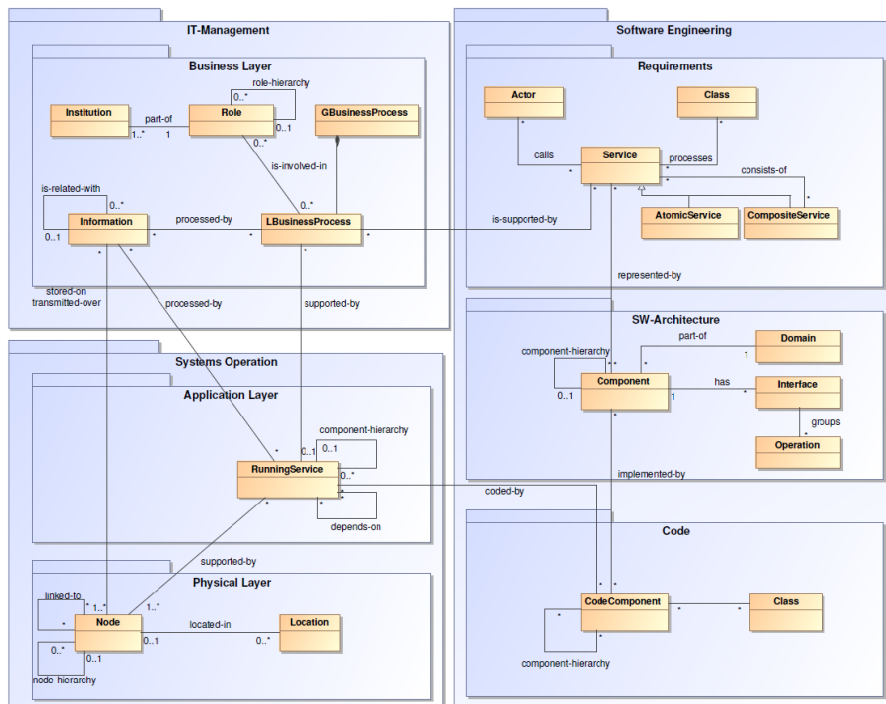 IT-Management
Business Layer
role-hierarchy
0..*
Institution
part-of
1..*
1
Role
0..1
0..*
GBusinessProcess
is-involved-in
is-related-with
0..*
0..*
Information
0..1
processed-by
*
*
LBusinessProcess
*
*
*
*
stored-on
transmitted-over
processed-by
supported-by
is-supported-by
Software Engineering
Requirements
Actor
Class
*
*
calls
Service
processes
*
*
consists-of
*
*
*
*
AtomicService
CompositeService
represented-by
SW-Architecture
component-hierarchy
part-of
Domain
*
*
*
1
Component
0..1
1
has
*
Interface
groups
*
*
Operation
implemented-by
Systems Operation
Application Layer
component-hierarchy
*
0..1
0..1
RunningService
0..*
*
*
*
*
depends-on
coded-by
supported-by
Physical Layer
linked-to
*
1..*
1..*
*
Node
located-in
Location
0..*
0..1
0..1
0..*
node-hierarchy
Code
*
*
CodeComponent
*
*
Class
*
*
component-hierarchy